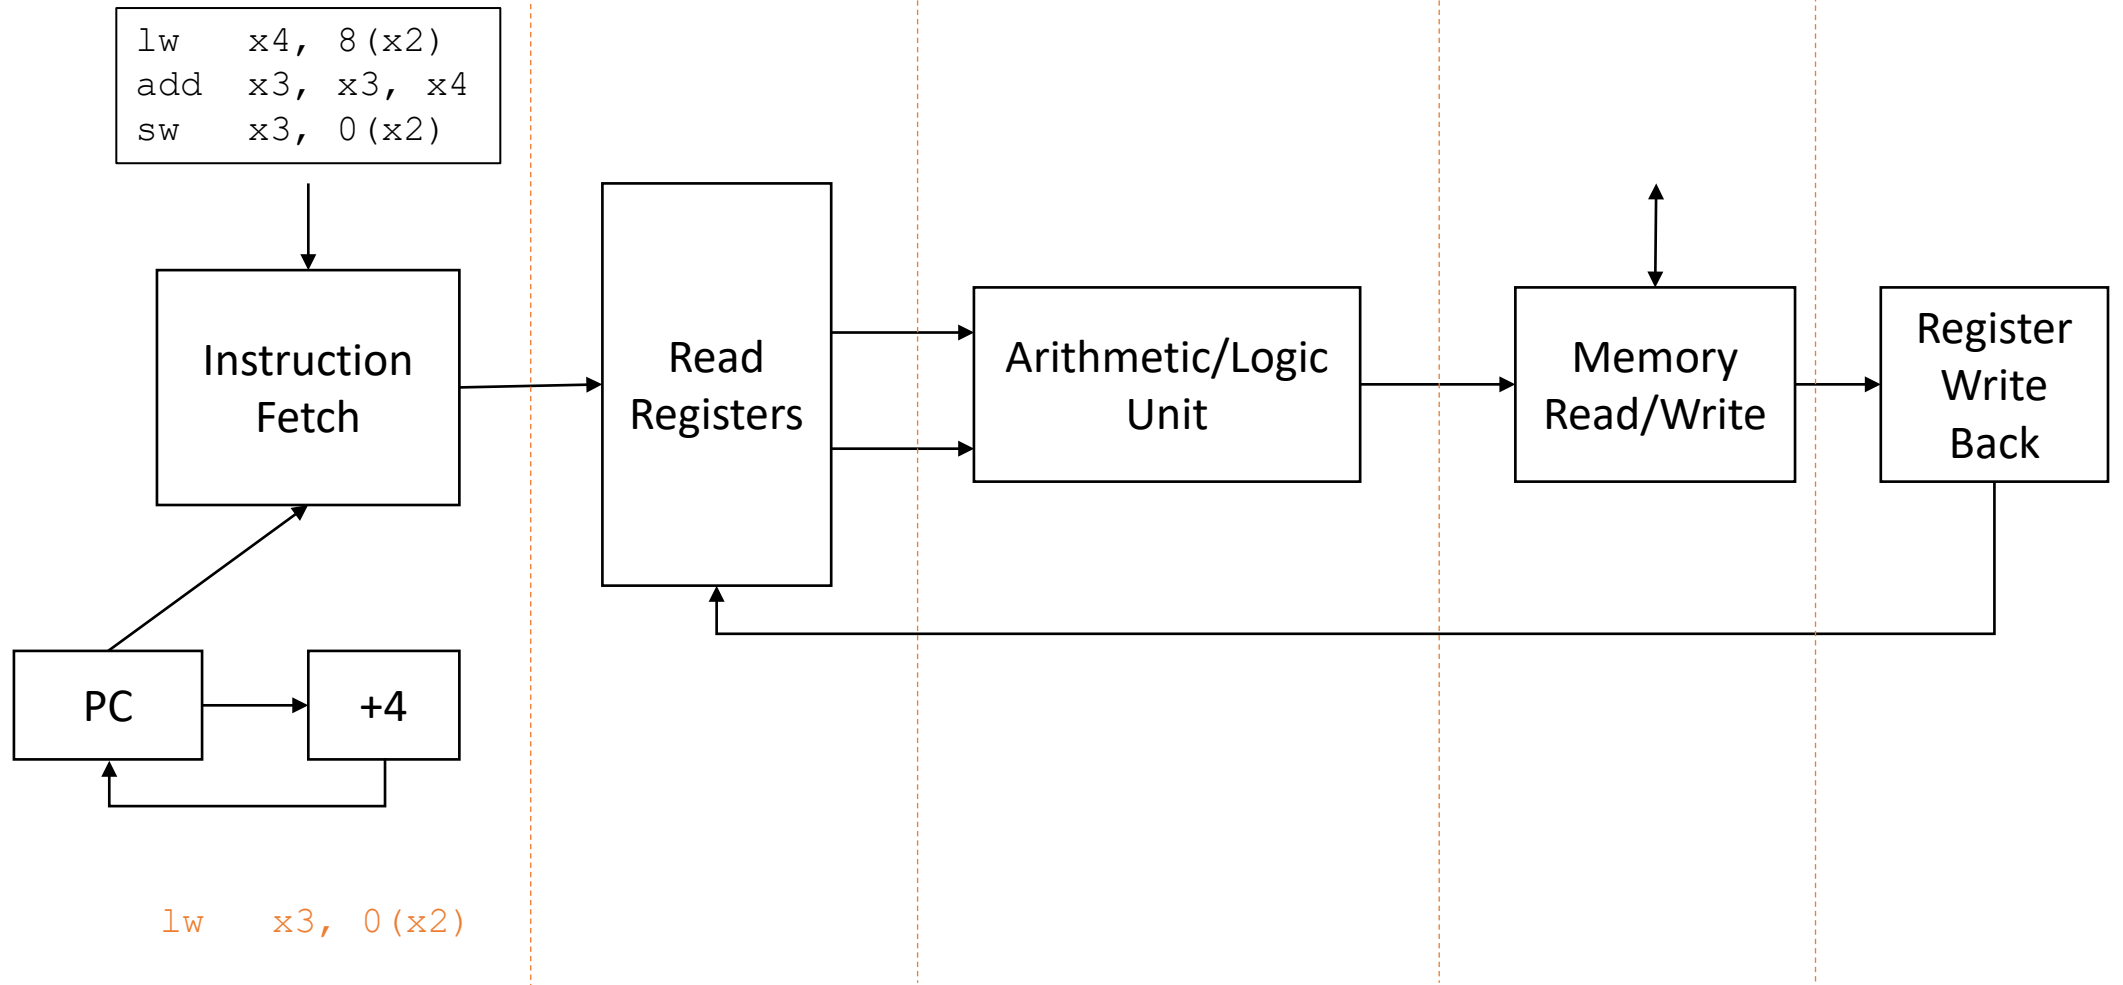 lw   x4, 8(x2)
add  x3, x3, x4
sw   x3, 0(x2)
Instruction
Fetch
Read
Registers
Arithmetic/Logic
Unit
Memory
Read/Write
Register
Write
Back
PC
+4
lw   x3, 0(x2)